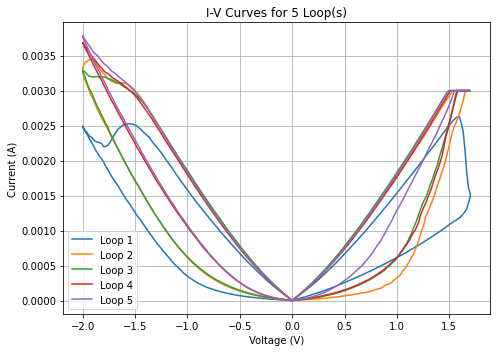 I-V Curves for 5 Loop(s)
Current (A)
0.0035
0.0030
0.0025
0.0020
0.0015
0.0010
0.0005
0.0000
Loop 1
Loop 2
Loop 3
Loop 4
Loop 5
−2.0 −1.5 −1.0 −0.5 0.0 0.5 1.0 1.5
Voltage (V)